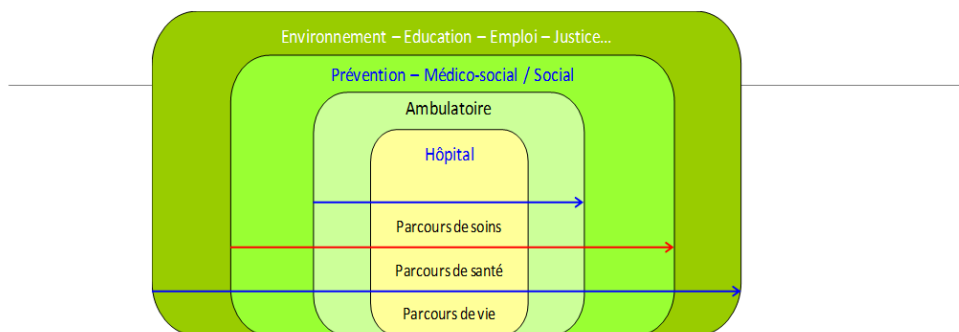 Environnement – Education – Emploi – Justice...
Prévention – Médico-social / Social
Ambulatoire
Hôpital
Parcours de soins
Parcours de santé
Parcours de vie